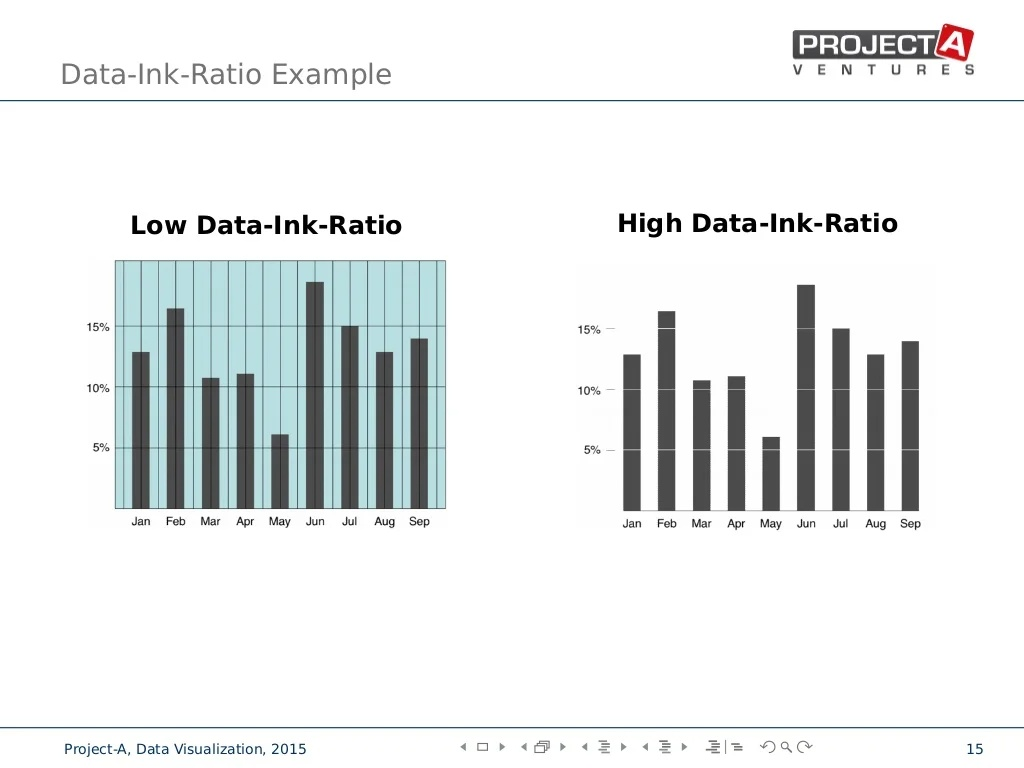 PROJECT A
VENTURES
Data-Ink-Ratio Example
Low Data-Ink-Ratio
15%
10%
5%
Jan Feb Mar Apr May Jun Jul Aug Sep
High Data-Ink-Ratio
15%
10%
5%
Jan Feb Mar Apr May Jun Jul Aug Sep
Project-A, Data Visualization, 2015
15